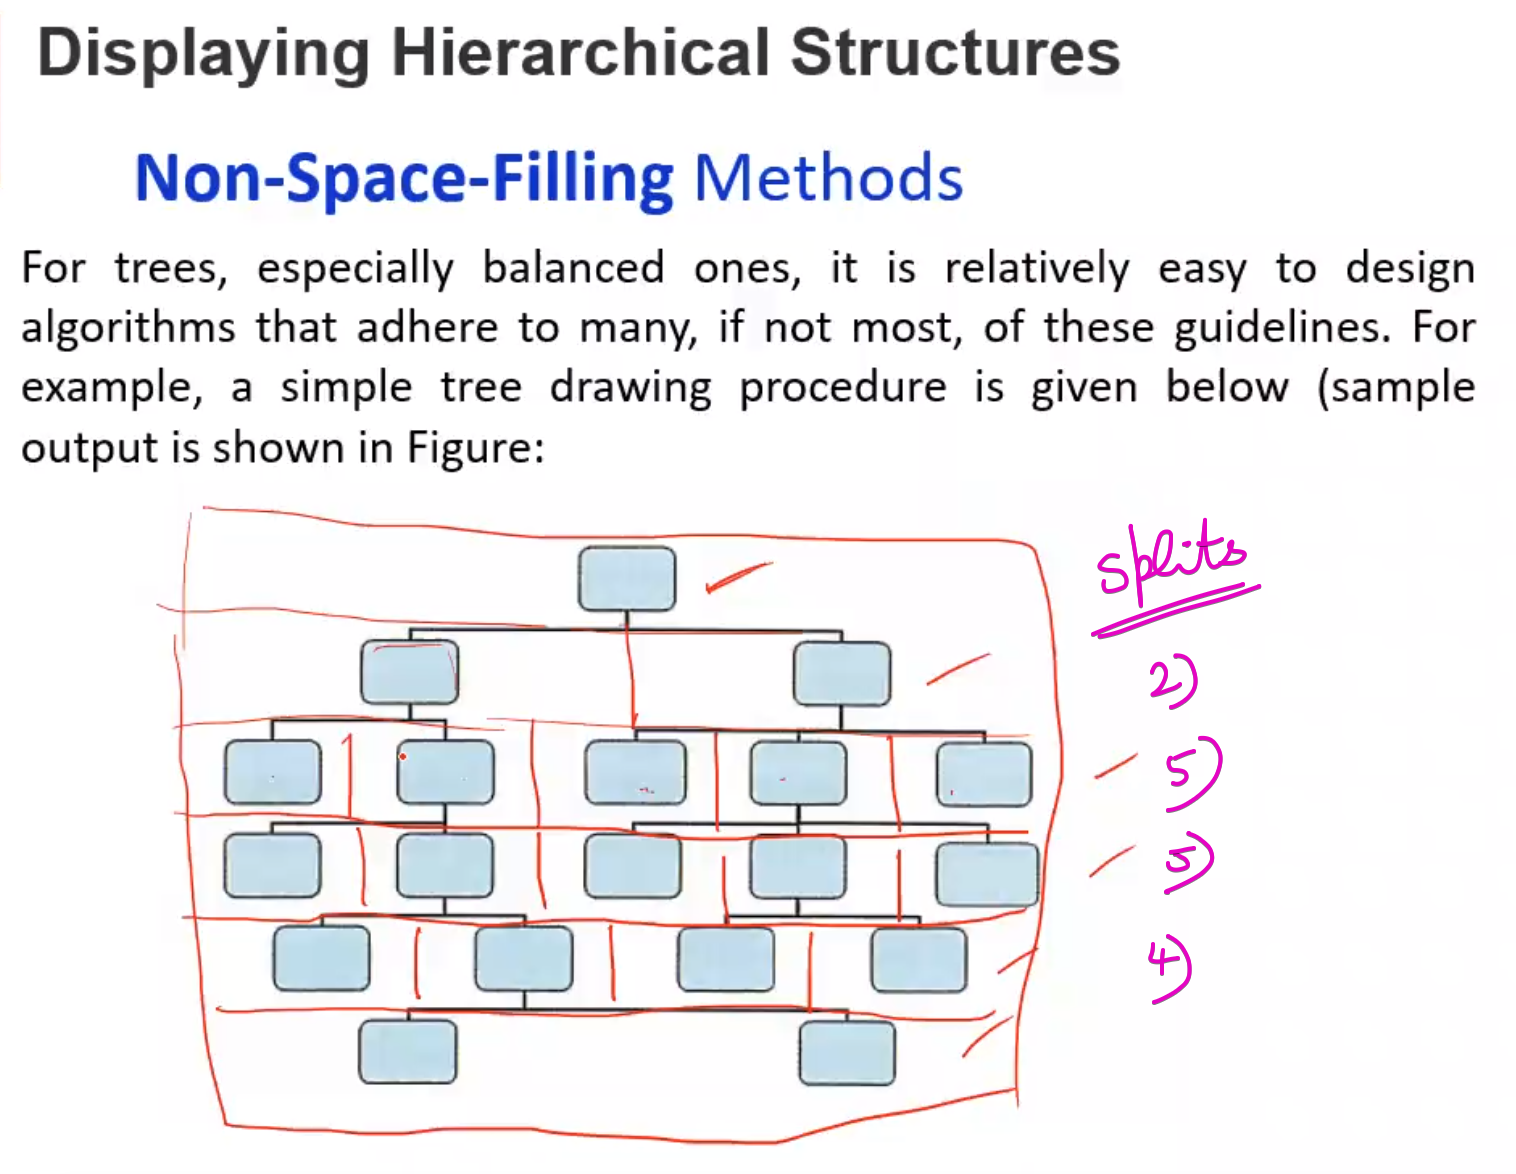 Displaying Hierarchical Structures
Non-Space-Filling Methods
For trees, especially balanced ones, it is relatively easy to design
algorithms that adhere to many, if not most, of these guidelines. For
example, a simple tree drawing procedure is given below (sample
output is shown in Figure:
splits
2)
5)
5)
4)